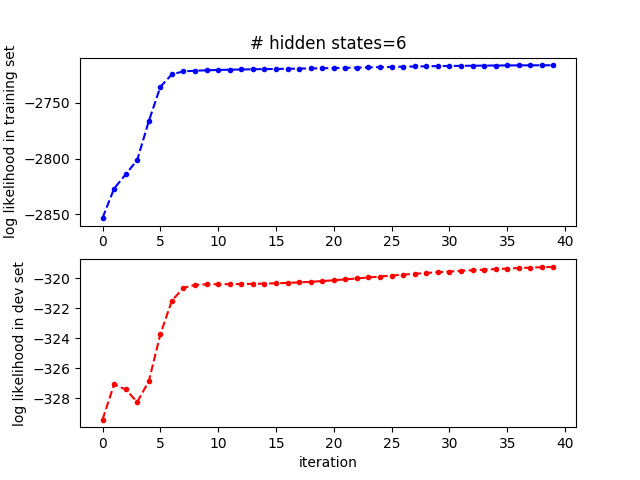 # hidden states=6
log likelihood in training set
−2750
−2800
−2850
0 5 10 15 20 25 30 35 40
log likelihood in dev set
−320
−322
−324
−326
−328
0 5 10 15 20 25 30 35 40
iteration